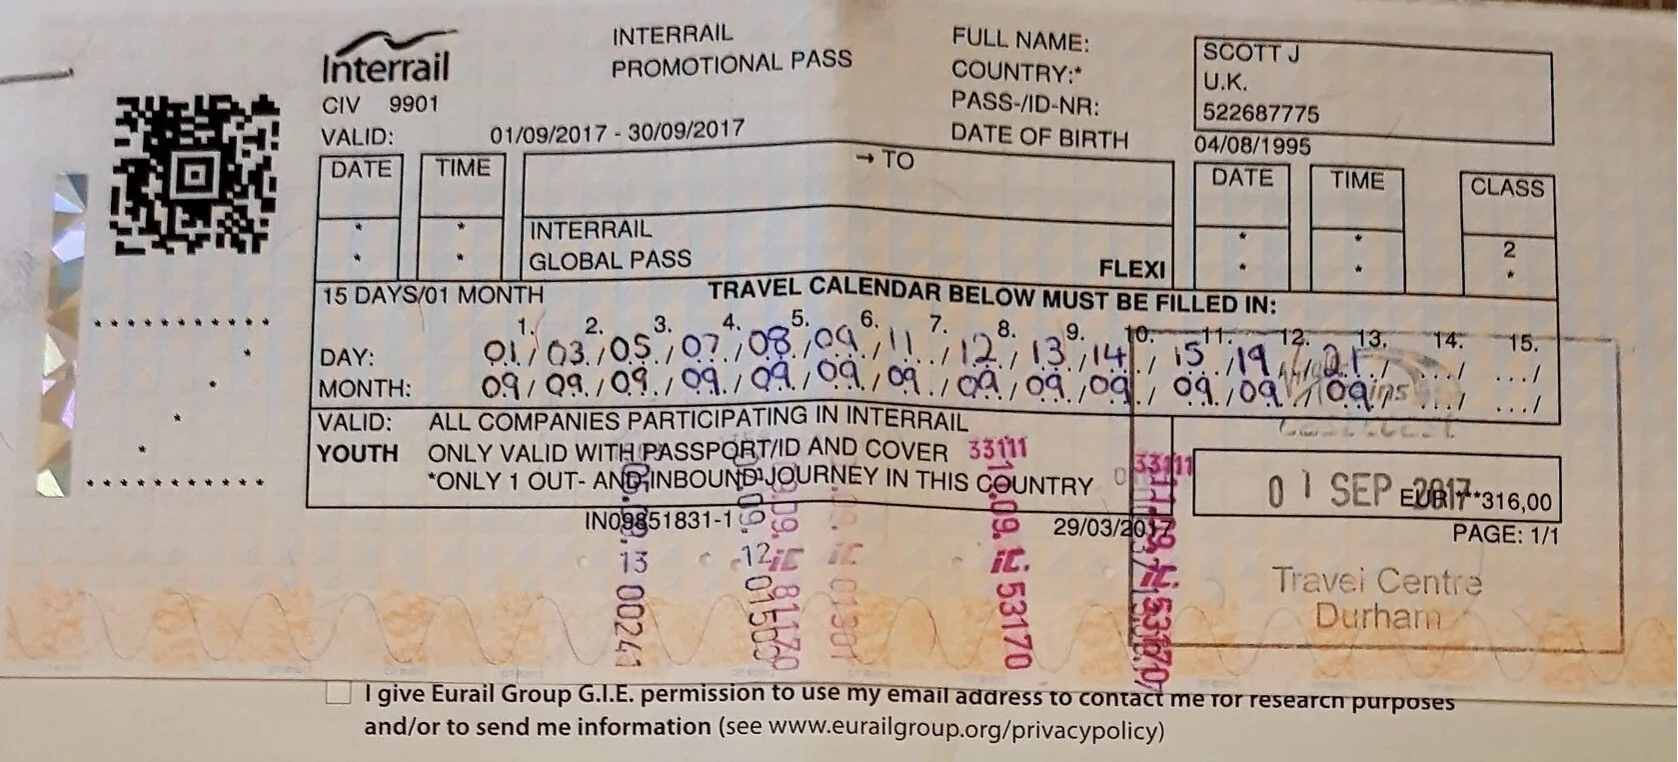 Interrail
INTERRAIL
PROMOTIONAL PASS
CIV 9901
VALID: 01/09/2017 - 30/09/2017
FULL NAME: SCOTT J
COUNTRY:* U.K.
PASS-/ID-NR: 522687775
DATE OF BIRTH 04/08/1995
DATE TIME → TO DATE TIME CLASS
* * INTERRAIL * * 2
* * GLOBAL PASS FLEXI * * *
15 DAYS/01 MONTH TRAVEL CALENDAR BELOW MUST BE FILLED IN:
1. 2. 3. 4. 5. 6. 7. 8. 9. 10. 11. 12. 13. 14. 15.
DAY: 01/03/05/07/08/09/11/12/13/14/15/19/21/.../.../
MONTH: 09/09/09/09/09/09/09/09/09/09/09/09/09/.../.../
VALID: ALL COMPANIES PARTICIPATING IN INTERRAIL
YOUTH ONLY VALID WITH PASSPORT/ID AND COVER
*ONLY 1 OUT- AND INBOUND JOURNEY IN THIS COUNTRY
33111
33111
01 SEP 2017
EUR **316,00
IN09851831-1
29/03/2017
PAGE: 1/1
Travel Centre
Durham
13 00241
81170
09. iC. 53170
I give Eurail Group G.I.E. permission to use my email address to contact me for research purposes
and/or to send me information (see www.eurailgroup.org/privacypolicy)